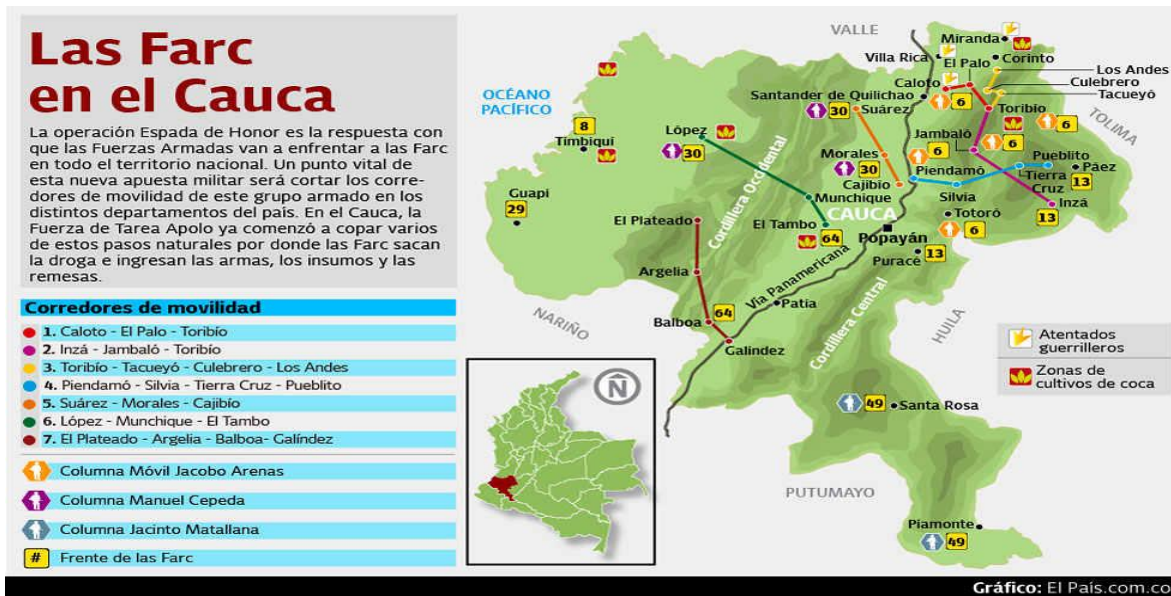 Las Farc
en el Cauca
La operación Espada de Honor es la respuesta con
que las Fuerzas Armadas van a enfrentar a las Farc
en todo el territorio nacional. Un punto vital de
esta nueva apuesta militar será cortar los corre-
dores de movilidad de este grupo armado en los
distintos departamentos del país. En el Cauca, la
Fuerza de Tarea Apolo ya comenzó a copar varios
de estos pasos naturales por donde las Farc sacan
la droga e ingresan las armas, los insumos y las
remesas.
Corredores de movilidad
1. Caloto - El Palo - Toribío
2. Inzá - Jambaló - Toribío
3. Toribío - Tacueyó - Culebrero - Los Andes
4. Piendamó - Silvia - Tierra Cruz - Pueblito
5. Suárez - Morales - Cajibío
6. López - Munchique - El Tambo
7. El Plateado - Argelia - Balboa- Galíndez
Columna Móvil Jacobo Arenas
Columna Manuel Cepeda
Columna Jacinto Matallana
# Frente de las Farc
N
OCÉANO
PACÍFICO
VALLE
Miranda
Villa Rica
El Palo
Corinto
Los Andes
Culebrero
Tacueyó
Caloto
6
Santander de Quilichao
30
Suárez
Toribío
6
6
TOLIMA
8
Timbiquí
López
30
Jambaló
6
Morales
30
Cajibío
Piendamó
Pueblito
Páez
13
Tierra
Cruz
Silvia
Inzá
13
Guapi
29
Munchique
CAUCA
El Plateado
El Tambo
64
Totoró
6
Popayán
Puracé
13
Cordillera Occidental
Argelia
Vía Panamericana
Patía
Cordillera Central
NARIÑO
Balboa
64
Galíndez
HUILA
Atentados
guerrilleros
Zonas de
cultivos de coca
49
Santa Rosa
PUTUMAYO
Piamonte
49
Gráfico: El País.com.co